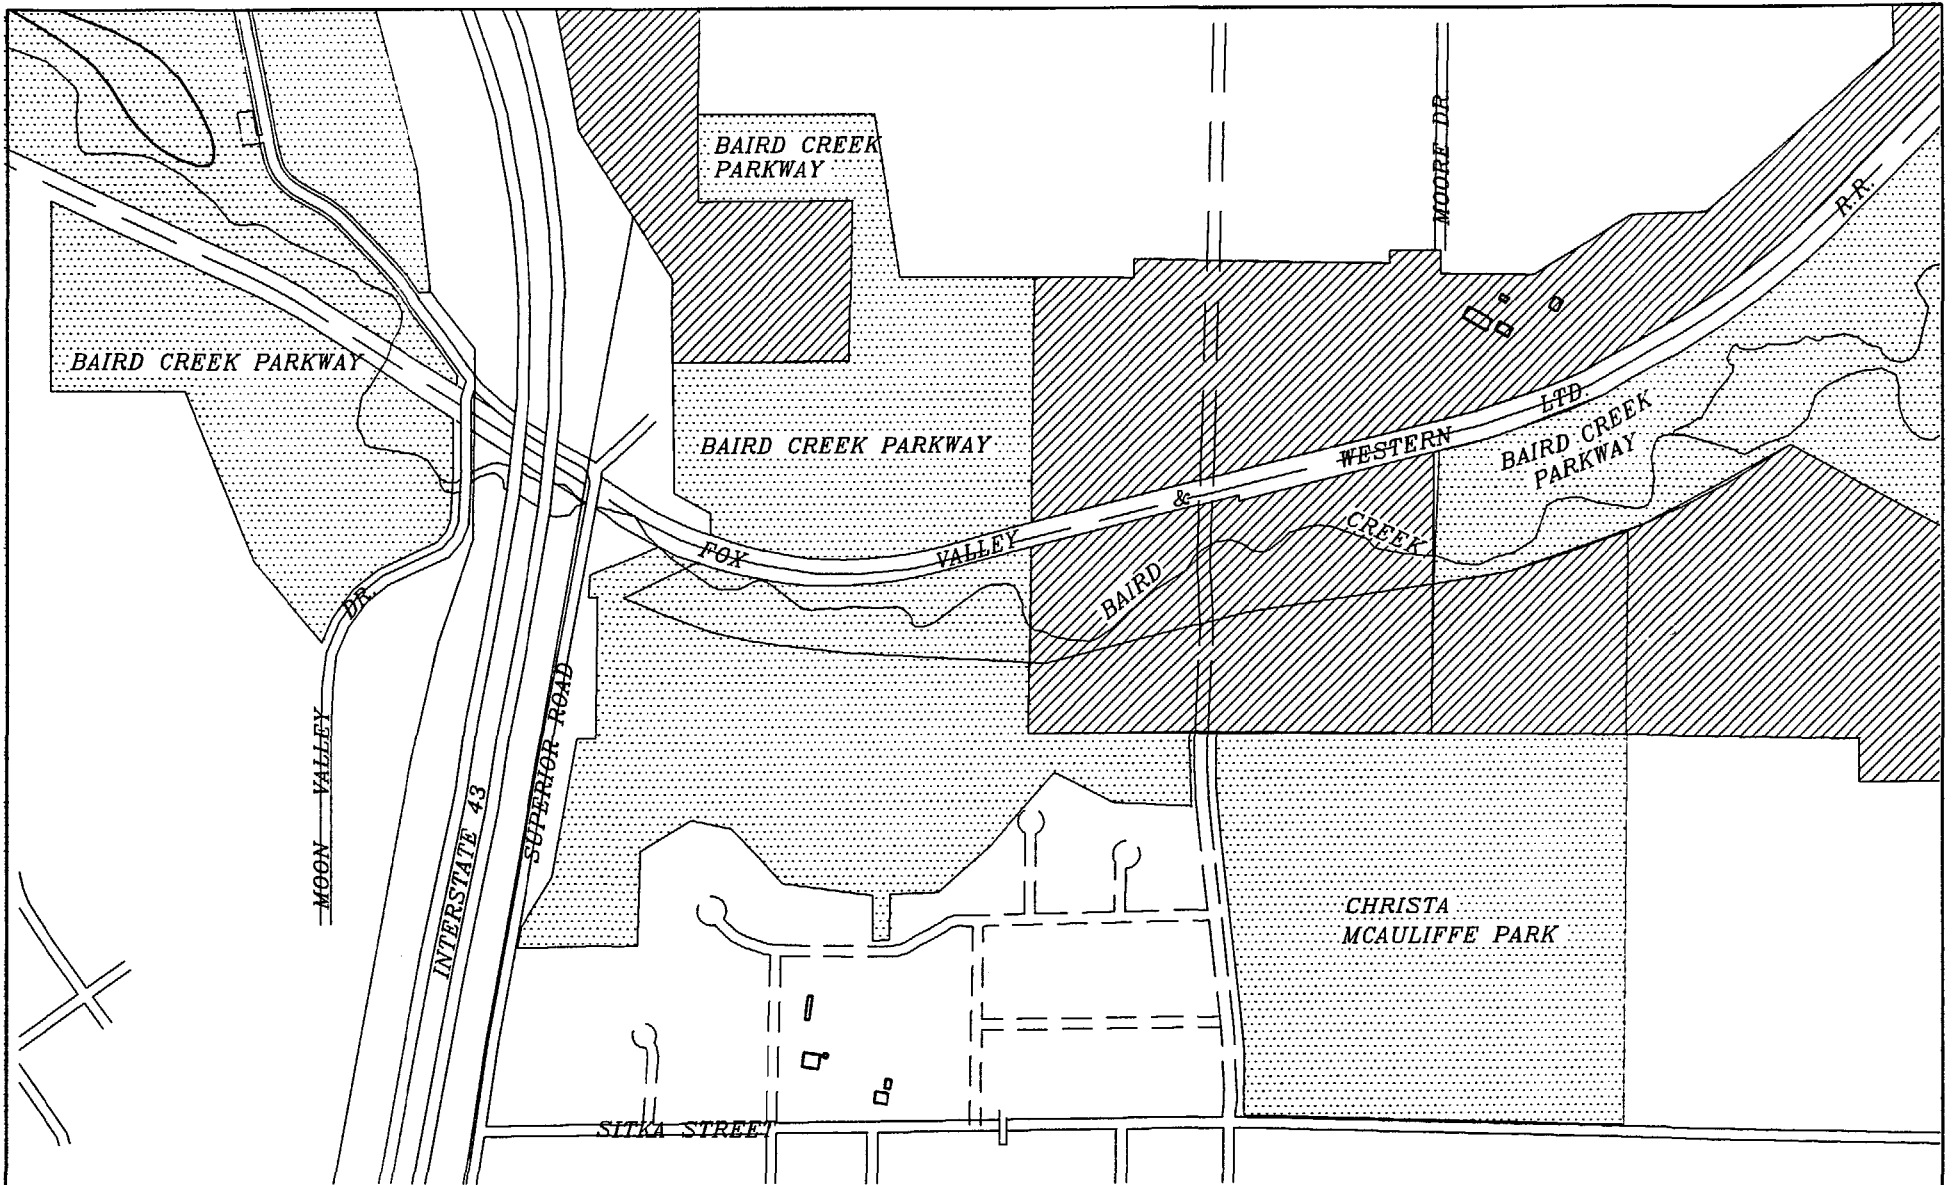 BAIRD CREEK
PARKWAY
MOORE DR.
R.R.
BAIRD CREEK PARKWAY
BAIRD CREEK PARKWAY
LTD.
WESTERN
BAIRD CREEK
PARKWAY
&
FOX
VALLEY
CREEK
BAIRD
DR.
MOON VALLEY
INTERSTATE 43
SUPERIOR ROAD
CHRISTA
MCAULIFFE PARK
SITKA STREET